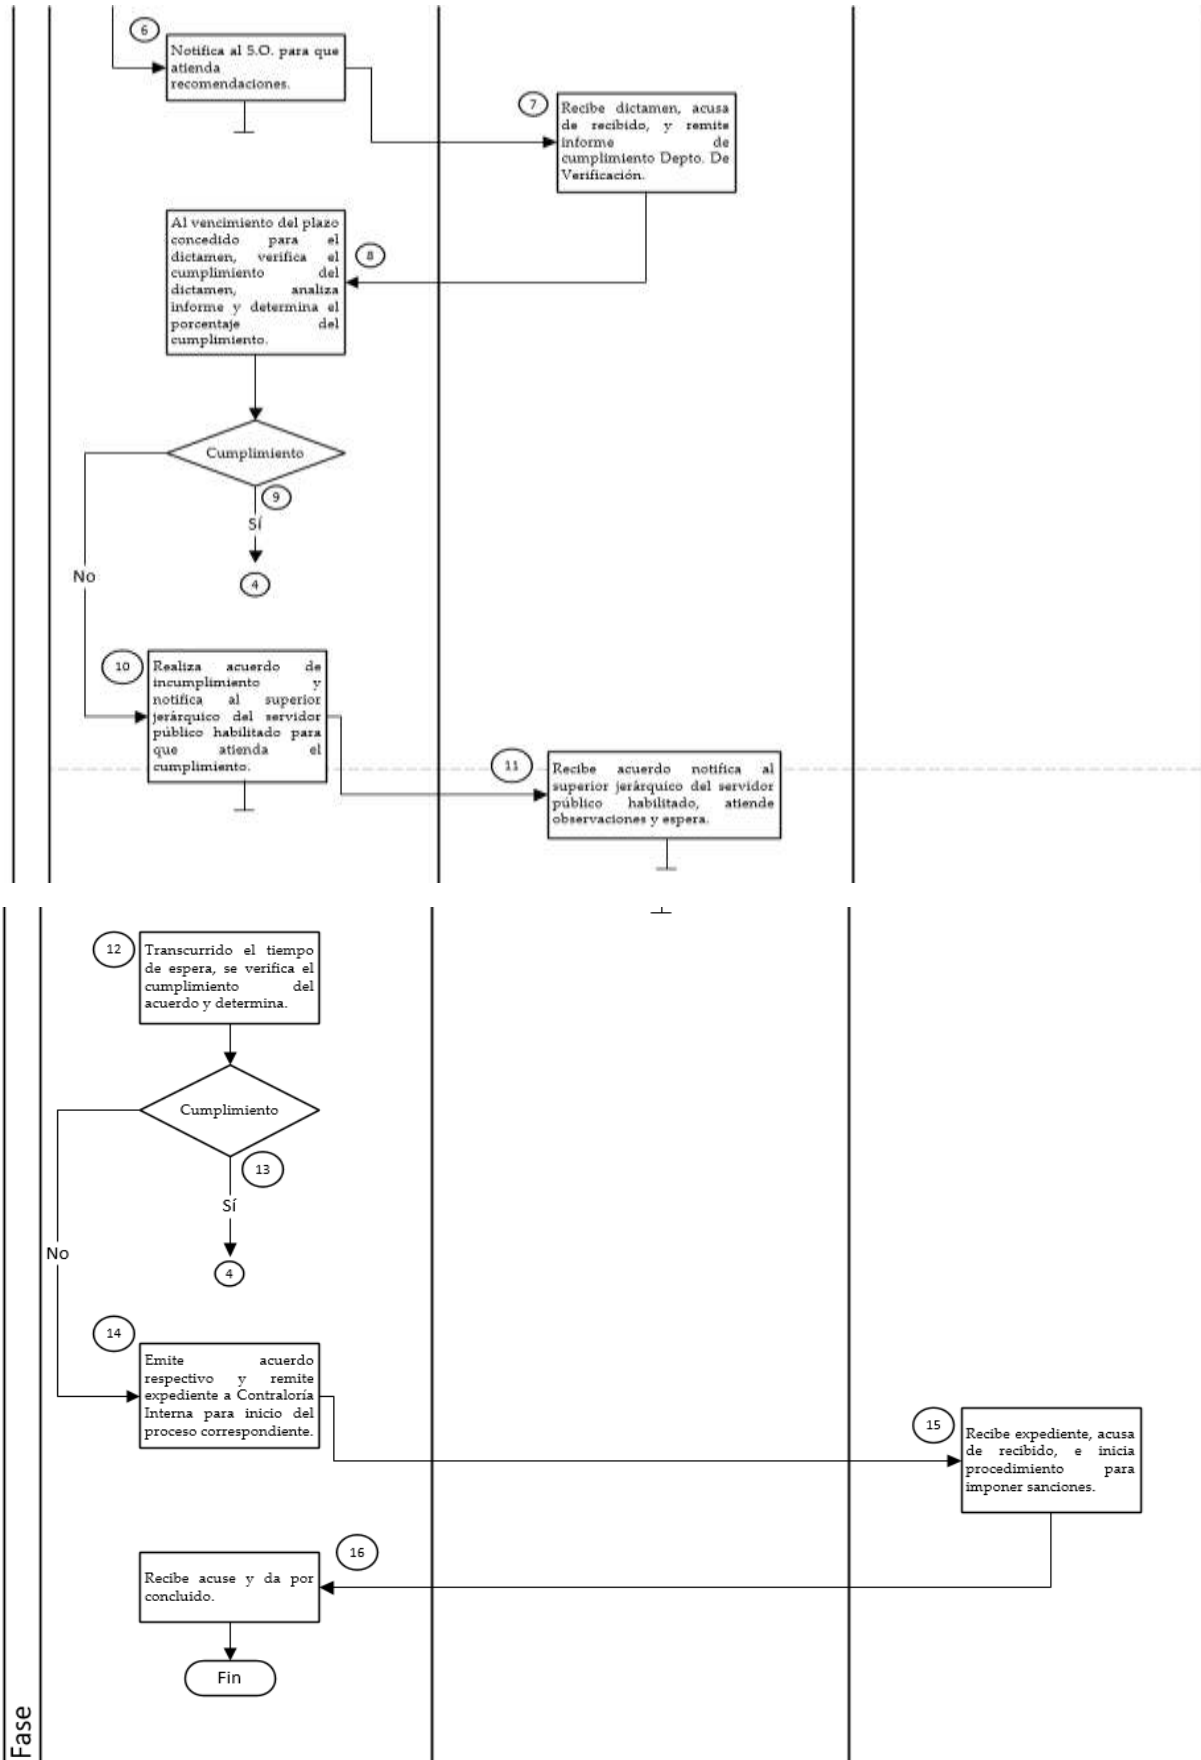 6
Notifica al S.O. para que
atienda
recomendaciones.
7
Recibe dictamen, acusa
de recibido, y remite
informe de
cumplimiento Depto. De
Verificación.
Al vencimiento del plazo
concedido para el
dictamen, verifica el
cumplimiento del
dictamen, analiza
informe y determina el
porcentaje del
cumplimiento.
8
Cumplimiento
9
Sí
4
No
10
Realiza acuerdo de
incumplimiento y
notifica al superior
jerárquico del servidor
público habilitado para
que atienda el
cumplimiento.
11
Recibe acuerdo notifica al
superior jerárquico del servidor
público habilitado, atiende
observaciones y espera.
12
Transcurrido el tiempo
de espera, se verifica el
cumplimiento del
acuerdo y determina.
Cumplimiento
13
Sí
No
4
14
Emite acuerdo
respectivo y remite
expediente a Contraloría
Interna para inicio del
proceso correspondiente.
15
Recibe expediente, acusa
de recibido, e inicia
procedimiento para
imponer sanciones.
16
Recibe acuse y da por
concluido.
Fin
Fase